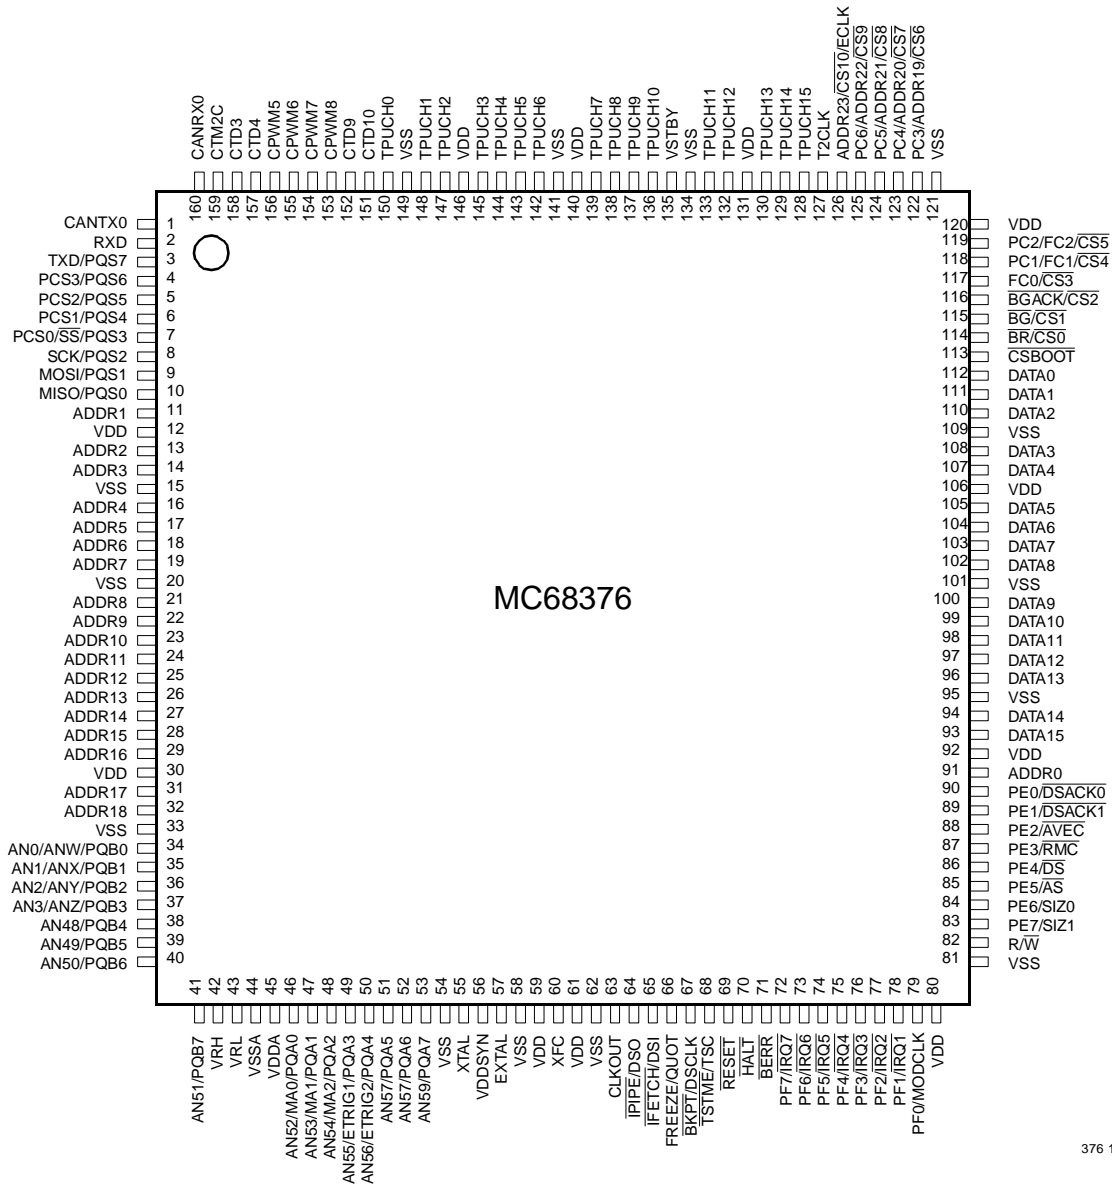 CANRX0
CTM2C
CTD3
CTD4
CPWM5
CPWM6
CPWM7
CPWM8
CTD9
CTD10
TPUCH0
VSS
TPUCH1
TPUCH2
VDD
TPUCH3
TPUCH4
TPUCH5
TPUCH6
VSS
VDD
TPUCH7
TPUCH8
TPUCH9
TPUCH10
VSTBY
VSS
TPUCH11
TPUCH12
VDD
TPUCH13
TPUCH14
TPUCH15
T2CLK
ADDR23/CS10/ECLK
PC6/ADDR22/CS9
PC5/ADDR21/CS8
PC4/ADDR20/CS7
PC3/ADDR19/CS6
VSS
160
159
158
157
156
155
154
153
152
151
150
149
148
147
146
145
144
143
142
141
140
139
138
137
136
135
134
133
132
131
130
129
128
127
126
125
124
123
122
121
CANTX0 1
RXD 2
TXD/PQS7 3
PCS3/PQS6 4
PCS2/PQS5 5
PCS1/PQS4 6
PCS0/SS/PQS3 7
SCK/PQS2 8
MOSI/PQS1 9
MISO/PQS0 10
ADDR1 11
VDD 12
ADDR2 13
ADDR3 14
VSS 15
ADDR4 16
ADDR5 17
ADDR6 18
ADDR7 19
VSS 20
ADDR8 21
ADDR9 22
ADDR10 23
ADDR11 24
ADDR12 25
ADDR13 26
ADDR14 27
ADDR15 28
ADDR16 29
VDD 30
ADDR17 31
ADDR18 32
VSS 33
AN0/ANW/PQB0 34
AN1/ANX/PQB1 35
AN2/ANY/PQB2 36
AN3/ANZ/PQB3 37
AN48/PQB4 38
AN49/PQB5 39
AN50/PQB6 40
MC68376
120 VDD
119 PC2/FC2/CS5
118 PC1/FC1/CS4
117 FC0/CS3
116 BGACK/CS2
115 BG/CS1
114 BR/CS0
113 CSBOOT
112 DATA0
111 DATA1
110 DATA2
109 VSS
108 DATA3
107 DATA4
106 VDD
105 DATA5
104 DATA6
103 DATA7
102 DATA8
101 VSS
100 DATA9
99 DATA10
98 DATA11
97 DATA12
96 DATA13
95 VSS
94 DATA14
93 DATA15
92 VDD
91 ADDR0
90 PE0/DSACK0
89 PE1/DSACK1
88 PE2/AVEC
87 PE3/RMC
86 PE4/DS
85 PE5/AS
84 PE6/SIZ0
83 PE7/SIZ1
82 R/W
81 VSS
41
42
43
44
45
46
47
48
49
50
51
52
53
54
55
56
57
58
59
60
61
62
63
64
65
66
67
68
69
70
71
72
73
74
75
76
77
78
79
80
AN51/PQB7
VRH
VRL
VSSA
VDDA
AN52/MA0/PQA0
AN53/MA1/PQA1
AN54/MA2/PQA2
AN55/ETRIG1/PQA3
AN56/ETRIG2/PQA4
AN57/PQA5
AN57/PQA6
AN59/PQA7
VSS
XTAL
VDDSYN
EXTAL
VSS
VDD
XFC
VDD
VSS
CLKOUT
IPIPE/DSO
IFETCH/DSI
FREEZE/QUOT
BKPT/DSCLK
TSTME/TSC
RESET
HALT
BERR
PF7/IRQ7
PF6/IRQ6
PF5/IRQ5
PF4/IRQ4
PF3/IRQ3
PF2/IRQ2
PF1/IRQ1
PF0/MODCLK
VDD